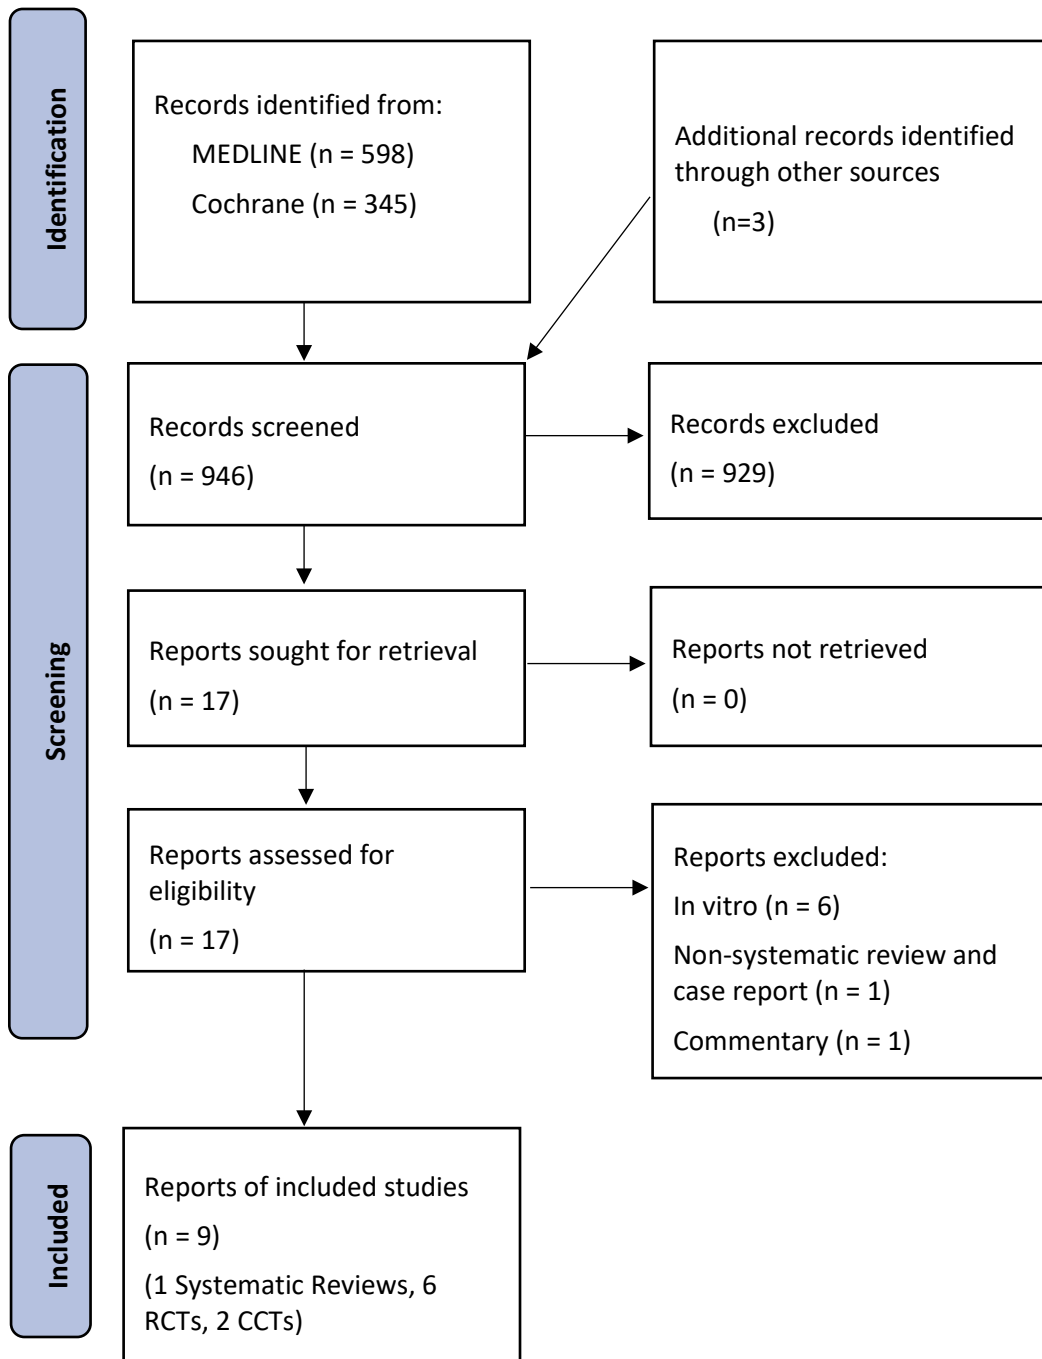 Identification
Records identified from:
MEDLINE (n = 598)
Cochrane (n = 345)
Additional records identified
through other sources
(n=3)
Screening
Records screened
(n = 946)
Records excluded
(n = 929)
Reports sought for retrieval
(n = 17)
Reports not retrieved
(n = 0)
Reports assessed for
eligibility
(n = 17)
Reports excluded:
In vitro (n = 6)
Non-systematic review and
case report (n = 1)
Commentary (n = 1)
Included
Reports of included studies
(n = 9)
(1 Systematic Reviews, 6
RCTs, 2 CCTs)